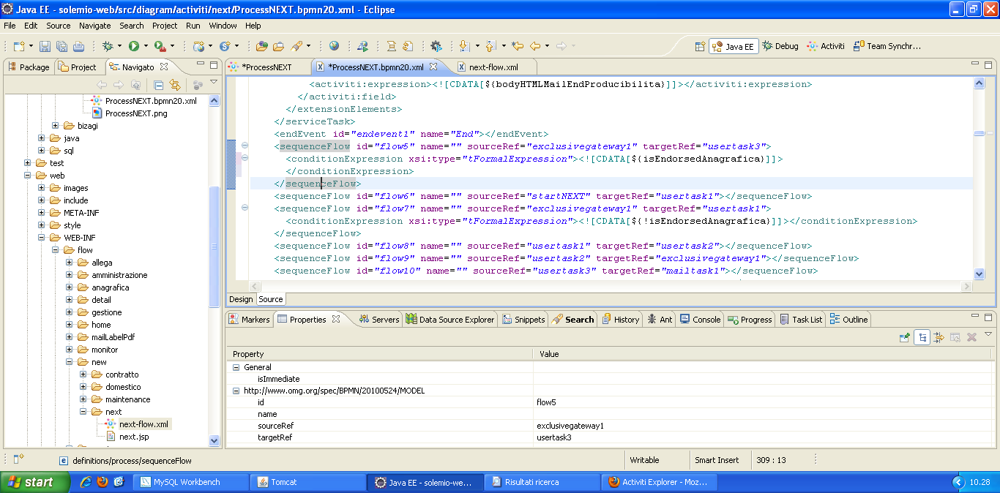 Java EE - solemio-web/src/diagram/activiti/next/ProcessNEXT.bpmn20.xml - Eclipse
File Edit Source Navigate Search Project Run Window Help
Java EE Debug Activiti Team Synchr...
Package Project Navigato
*ProcessNEXT *ProcessNEXT.bpmn20.xml next-flow.xml
ProcessNEXT.bpmn20.xml
ProcessNEXT.png
bizagi
java
sql
test
web
images
include
META-INF
style
WEB-INF
flow
allega
amministrazione
anagrafica
detail
gestione
home
mailLabelPdf
monitor
new
contratto
domestico
maintenance
next
next-flow.xml
next.jsp
<activiti:expression><![CDATA[${bodyHTMLMailEndProducibilita}]]></activiti:expression>
</activiti:field>
</extensionElements>
</serviceTask>
<endEvent id="endevent1" name="End"></endEvent>
<sequenceFlow id="flow5" name="" sourceRef="exclusivegateway1" targetRef="usertask3">
<conditionExpression xsi:type="tFormalExpression"><![CDATA[${isEndorsedAnagrafica}]]>
</conditionExpression>
</sequenceFlow>
<sequenceFlow id="flow6" name="" sourceRef="startNEXT" targetRef="usertask1"></sequenceFlow>
<sequenceFlow id="flow7" name="" sourceRef="exclusivegateway1" targetRef="usertask1">
<conditionExpression xsi:type="tFormalExpression"><![CDATA[${!isEndorsedAnagrafica}]]></conditionExpression>
</sequenceFlow>
<sequenceFlow id="flow8" name="" sourceRef="usertask1" targetRef="usertask2"></sequenceFlow>
<sequenceFlow id="flow9" name="" sourceRef="usertask2" targetRef="exclusivegateway1"></sequenceFlow>
<sequenceFlow id="flow10" name="" sourceRef="usertask3" targetRef="mailtask1"></sequenceFlow>
Design Source
Markers Properties Servers Data Source Explorer Snippets Search History Ant Console Progress Task List Outline
Property Value
General
isImmediate
http://www.omg.org/spec/BPMN/20100524/MODEL
id flow5
name
sourceRef exclusivegateway1
targetRef usertask3
definitions/process/sequenceFlow Writable Smart Insert 309 : 13
start MySQL Workbench Tomcat Java EE - solemio-we... Risultati ricerca Activiti Explorer - Moz... 10.28